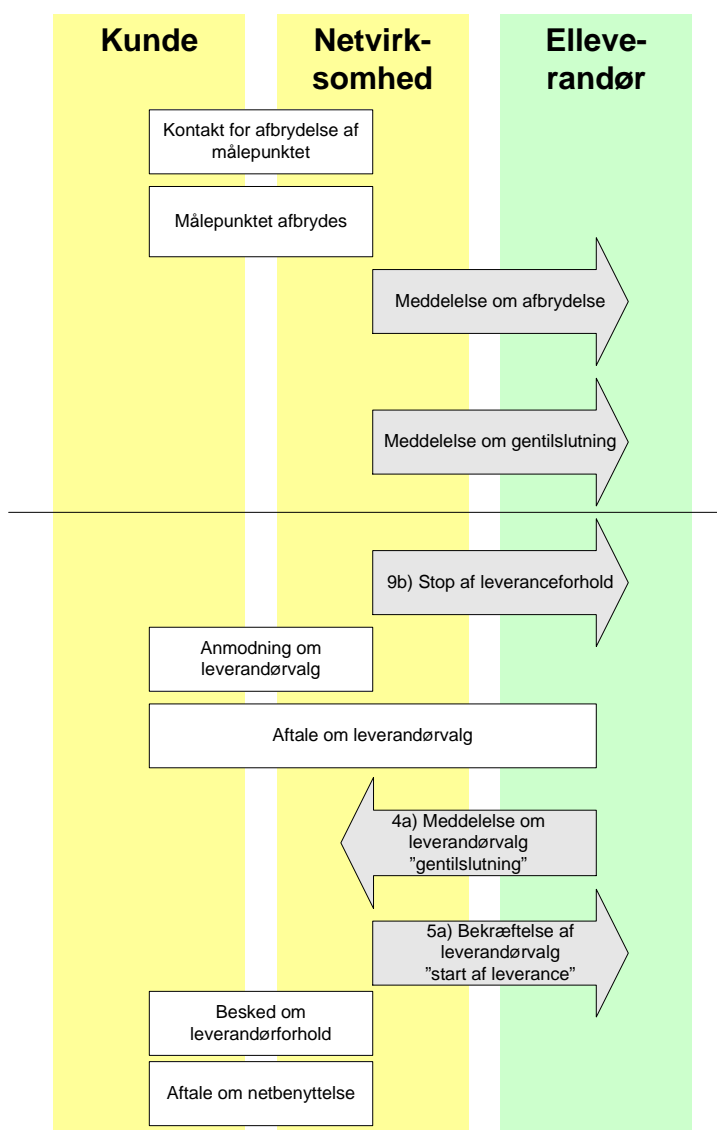 Kunde
Netvirk-
somhed
Elleve-
randør
Kontakt for afbrydelse af
målepunktet
Målepunktet afbrydes
Meddelelse om afbrydelse
Meddelelse om gentilslutning
9b) Stop af leveranceforhold
Anmodning om
leverandørvalg
Aftale om leverandørvalg
4a) Meddelelse om
leverandørvalg
”gentilslutning”
5a) Bekræftelse af
leverandørvalg
”start af leverance”
Besked om
leverandørforhold
Aftale om netbenyttelse